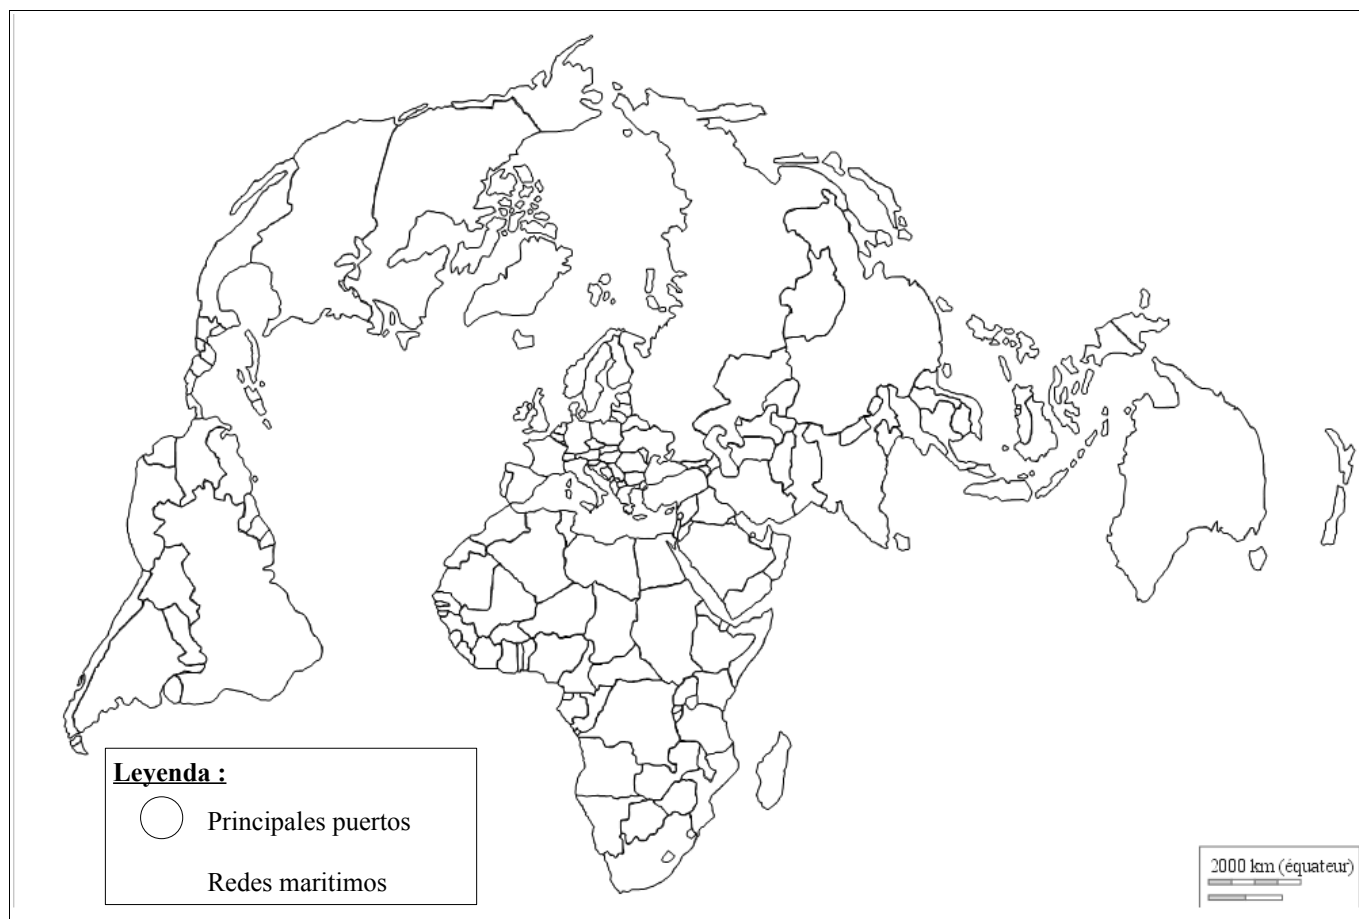 Leyenda :
Principales puertos
Redes maritimos
2000 km (équateur)